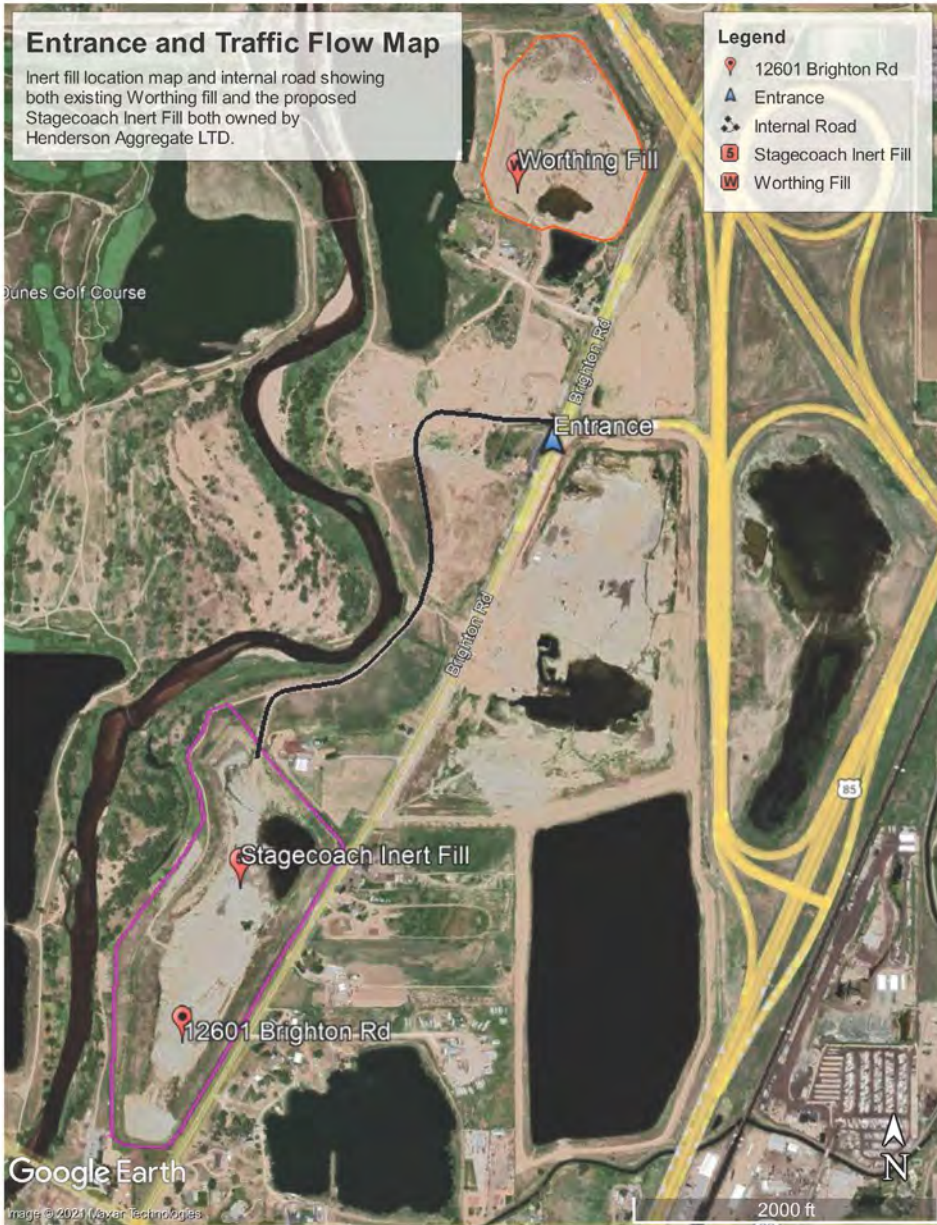 Entrance and Traffic Flow Map
Inert fill location map and internal road showing
both existing Worthing fill and the proposed
Stagecoach Inert Fill both owned by
Henderson Aggregate LTD.
Legend
12601 Brighton Rd
Entrance
Internal Road
S Stagecoach Inert Fill
W Worthing Fill
W Worthing Fill
Dunes Golf Course
Brighton Rd
Entrance
Brighton Rd
85
Stagecoach Inert Fill
12601 Brighton Rd
N
Google Earth
Image © 2021 Maxar Technologies
2000 ft